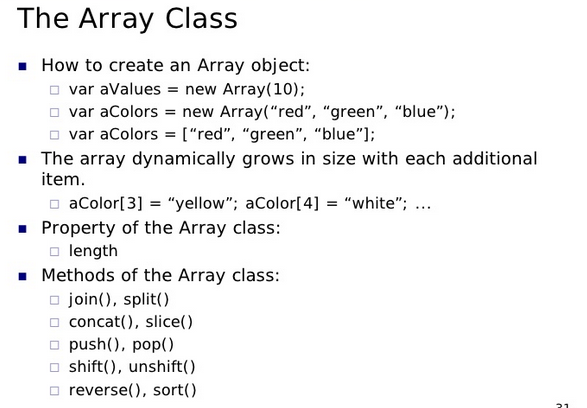 The Array Class
How to create an Array object:
var aValues = new Array(10);
var aColors = new Array(“red”, “green”, “blue”);
var aColors = [“red”, “green”, “blue”];
The array dynamically grows in size with each additional
item.
aColor[3] = “yellow”; aColor[4] = “white”; ...
Property of the Array class:
length
Methods of the Array class:
join(), split()
concat(), slice()
push(), pop()
shift(), unshift()
reverse(), sort()